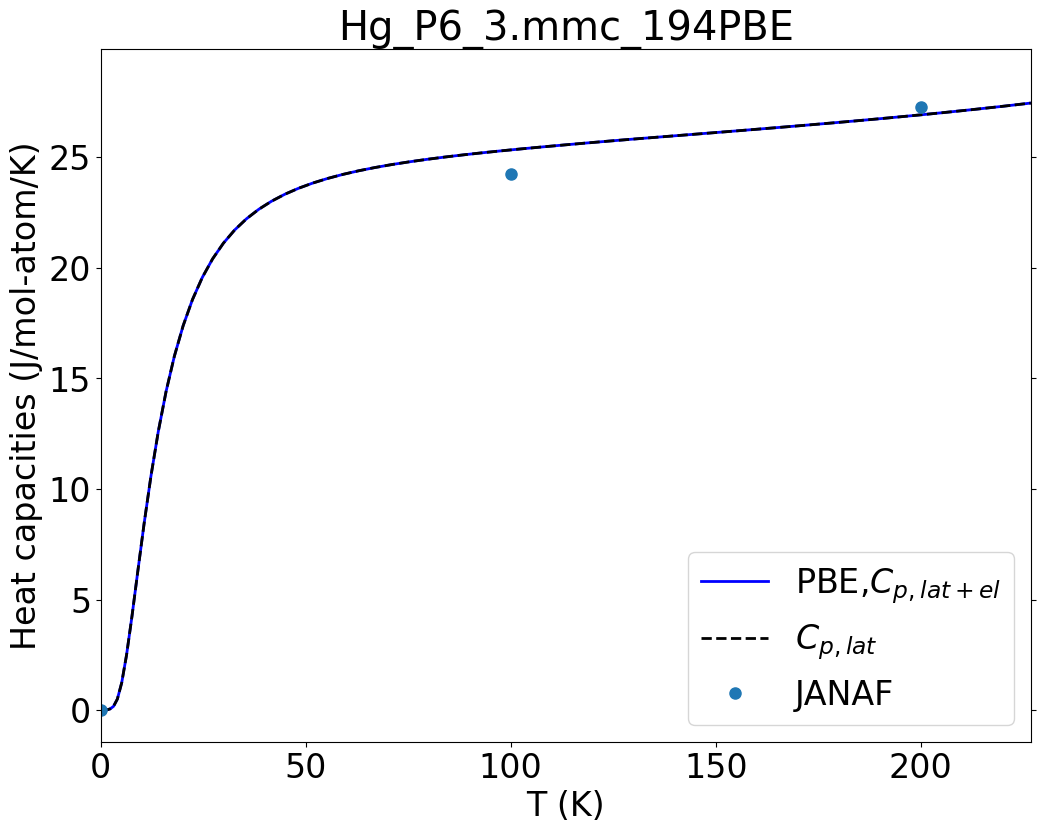 Hg_P6_3.mmc_194PBE
Heat capacities (J/mol-atom/K)
25
20
15
10
5
0
PBE,C_{p,lat+el}
C_{p,lat}
JANAF
0 50 100 150 200
T (K)